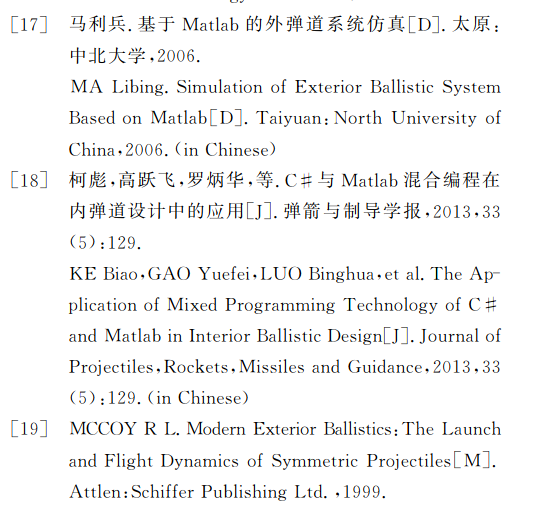 [17] 马利兵.基于 Matlab 的外弹道系统仿真[D].太原:
中北大学,2006.
MA Libing. Simulation of Exterior Ballistic System
Based on Matlab[D]. Taiyuan: North University of
China,2006. (in Chinese)
[18] 柯彪,高跃飞,罗炳华,等.C♯与 Matlab 混合编程在
内弹道设计中的应用[J].弹箭与制导学报,2013,33
(5):129.
KE Biao,GAO Yuefei,LUO Binghua,et al. The Ap-
plication of Mixed Programming Technology of C♯
and Matlab in Interior Ballistic Design[J]. Journal of
Projectiles,Rockets,Missiles and Guidance,2013,33
(5):129. (in Chinese)
[19] MCCOY R L. Modern Exterior Ballistics: The Launch
and Flight Dynamics of Symmetric Projectiles[M].
Attlen:Schiffer Publishing Ltd. ,1999.